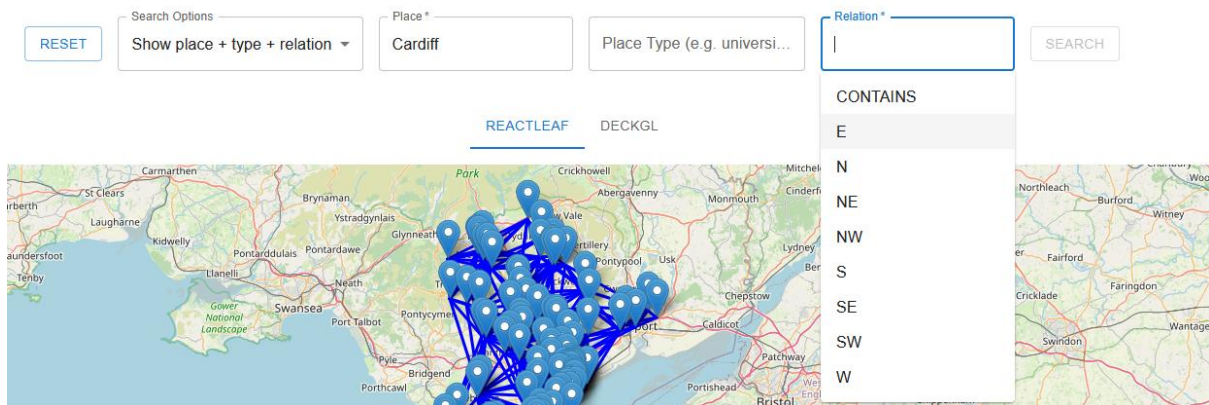 Search Options
Place *
Relation *
RESET
Show place + type + relation
Cardiff
Place Type (e.g. universi...
SEARCH
CONTAINS
E
N
NE
NW
S
SE
SW
W
REACTLEAF
DECKGL
Carmarthen
Park
Crickhowell
St Clears
Brynaman
Abergavenny
Monmouth
Northleach
Burford
Witney
Laugharne
Ystradgynlais
Kidwelly
Glynneath
Pontypool
Usk
Lydney
Pontarddulais
Pontardawe
Fairford
Tenby
Llanelli
Neath
Faringdon
Chepstow
Cricklade
Gower
National
Landscape
Swansea
Port Talbot
Caldicot
Wantage
Swindon
Pyle
Bridgend
Patchway
Porthcawl
Portishead
Bristol